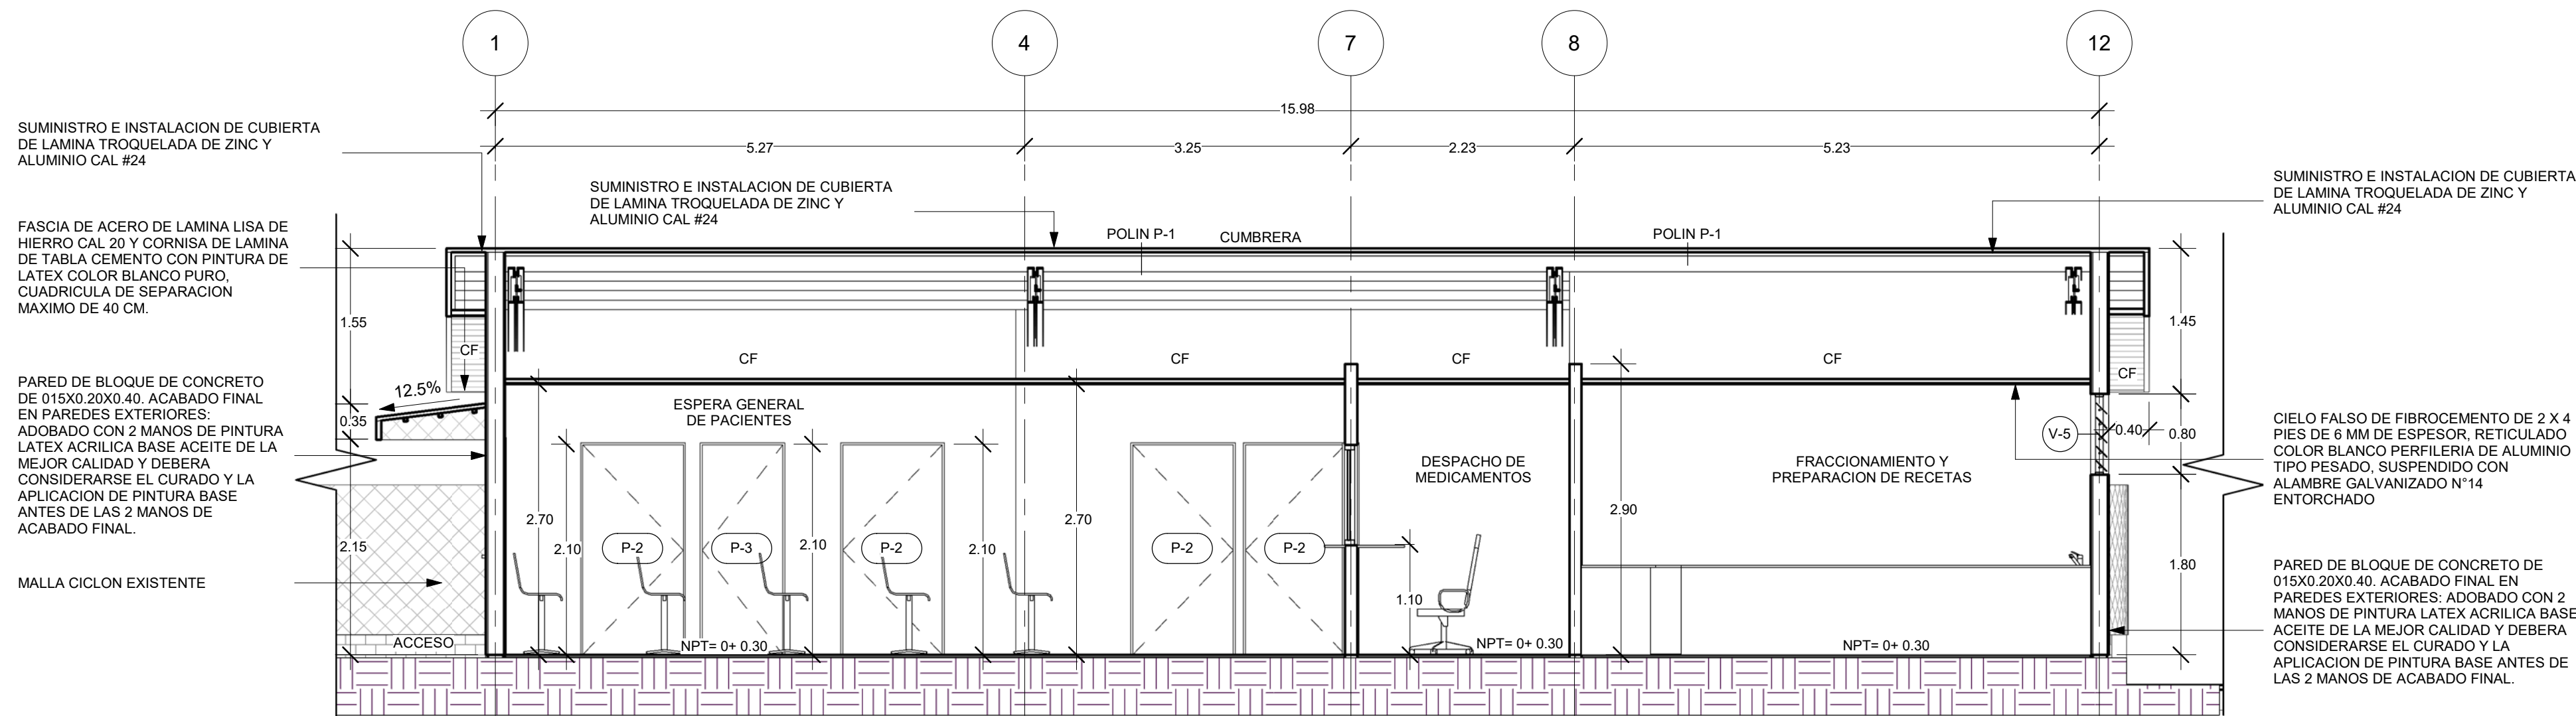 1
4
7
8
12
15.98
5.27
3.25
2.23
5.23
SUMINISTRO E INSTALACION DE CUBIERTA
DE LAMINA TROQUELADA DE ZINC Y
ALUMINIO CAL #24
SUMINISTRO E INSTALACION DE CUBIERTA
DE LAMINA TROQUELADA DE ZINC Y
ALUMINIO CAL #24
SUMINISTRO E INSTALACION DE CUBIERTA
DE LAMINA TROQUELADA DE ZINC Y
ALUMINIO CAL #24
FASCIA DE ACERO DE LAMINA LISA DE
HIERRO CAL 20 Y CORNISA DE LAMINA
DE TABLA CEMENTO CON PINTURA DE
LATEX COLOR BLANCO PURO,
CUADRICULA DE SEPARACION
MAXIMO DE 40 CM.
POLIN P-1
CUMBRERA
POLIN P-1
1.55
1.45
CF
CF
CF
CF
CF
CF
PARED DE BLOQUE DE CONCRETO
DE 015X0.20X0.40. ACABADO FINAL
EN PAREDES EXTERIORES:
ADOBADO CON 2 MANOS DE PINTURA
LATEX ACRILICA BASE ACEITE DE LA
MEJOR CALIDAD Y DEBERA
CONSIDERARSE EL CURADO Y LA
APLICACION DE PINTURA BASE
ANTES DE LAS 2 MANOS DE
ACABADO FINAL.
12.5%
0.35
ESPERA GENERAL
DE PACIENTES
DESPACHO DE
MEDICAMENTOS
FRACCIONAMIENTO Y
PREPARACION DE RECETAS
V-5
0.40
0.80
CIELO FALSO DE FIBROCEMENTO DE 2 X 4
PIES DE 6 MM DE ESPESOR, RETICULADO
COLOR BLANCO PERFILERIA DE ALUMINIO
TIPO PESADO, SUSPENDIDO CON
ALAMBRE GALVANIZADO N°14
ENTORCHADO
2.15
2.70
2.10
P-2
P-3
2.10
P-2
2.10
2.70
P-2
P-2
2.90
1.10
1.80
MALLA CICLON EXISTENTE
ACCESO
NPT= 0+ 0.30
NPT= 0+ 0.30
NPT= 0+ 0.30
PARED DE BLOQUE DE CONCRETO DE
015X0.20X0.40. ACABADO FINAL EN
PAREDES EXTERIORES: ADOBADO CON 2
MANOS DE PINTURA LATEX ACRILICA BASE
ACEITE DE LA MEJOR CALIDAD Y DEBERA
CONSIDERARSE EL CURADO Y LA
APLICACION DE PINTURA BASE ANTES DE
LAS 2 MANOS DE ACABADO FINAL.